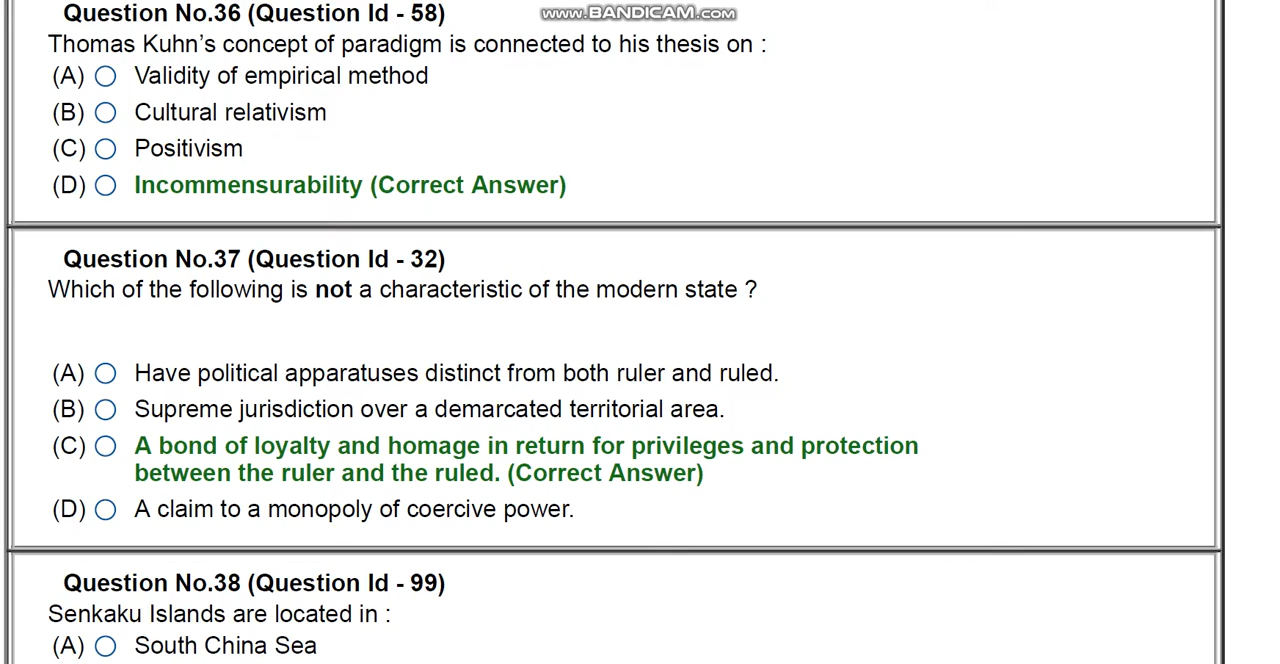 www.BANDICAM.com
Question No.36 (Question Id - 58)
Thomas Kuhn’s concept of paradigm is connected to his thesis on :
(A) Validity of empirical method
(B) Cultural relativism
(C) Positivism
(D) Incommensurability (Correct Answer)
Question No.37 (Question Id - 32)
Which of the following is not a characteristic of the modern state ?
(A) Have political apparatuses distinct from both ruler and ruled.
(B) Supreme jurisdiction over a demarcated territorial area.
(C) A bond of loyalty and homage in return for privileges and protection
between the ruler and the ruled. (Correct Answer)
(D) A claim to a monopoly of coercive power.
Question No.38 (Question Id - 99)
Senkaku Islands are located in :
(A) South China Sea